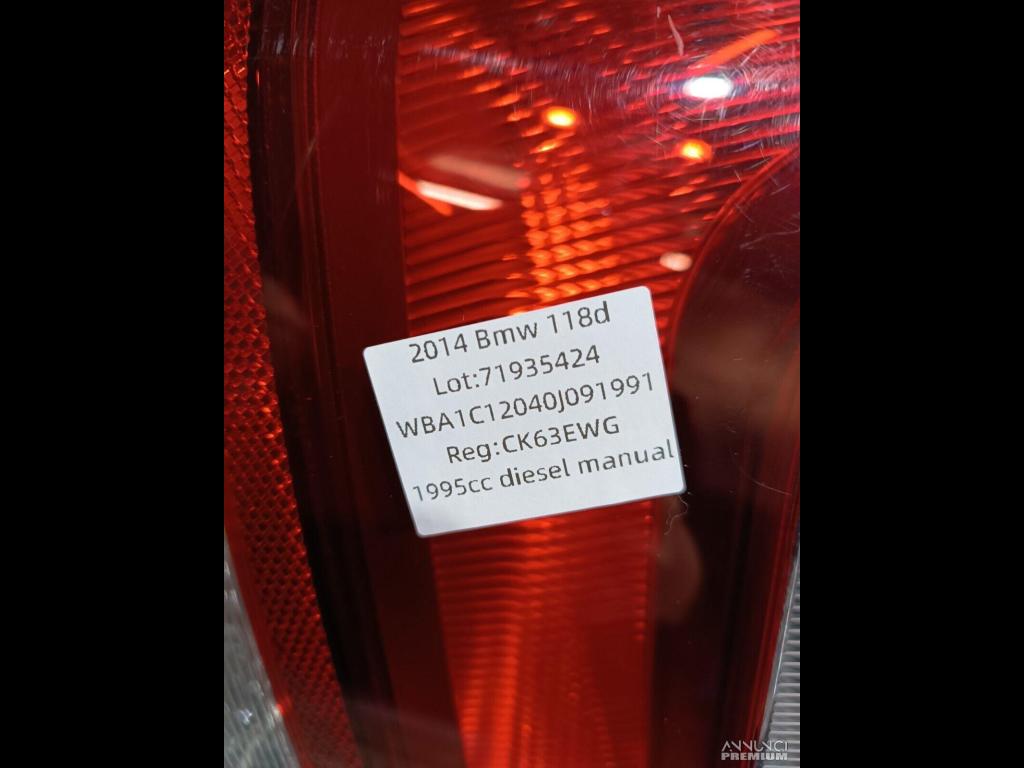 2014 Bmw 118d
Lot:71935424
WBA1C12040J091991
Reg:CK63EWG
1995cc diesel manual
ANNUNCI
PREMIUM